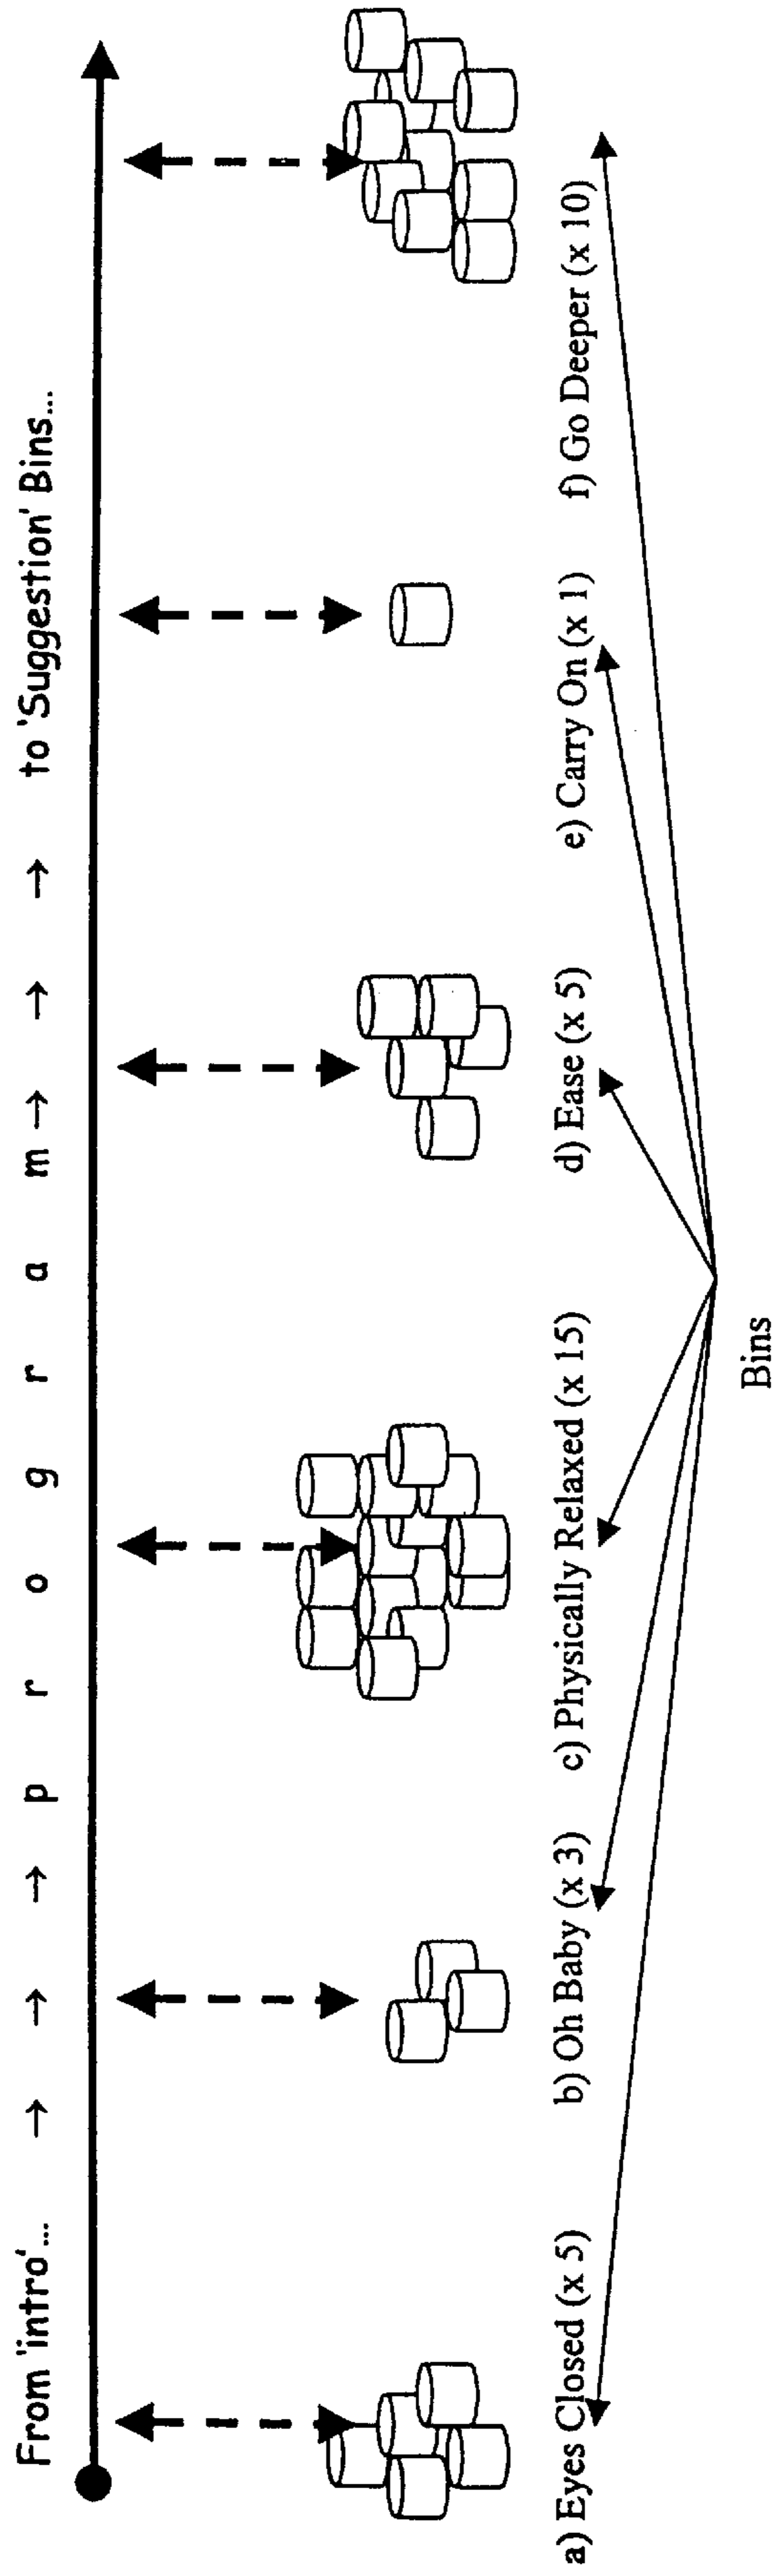 From 'intro'... → → → p r o g r a m → → → to 'Suggestion' Bins...
a) Eyes Closed (x 5) b) Oh Baby (x 3) c) Physically Relaxed (x 15) d) Ease (x 5) e) Carry On (x 1) f) Go Deeper (x 10)
Bins